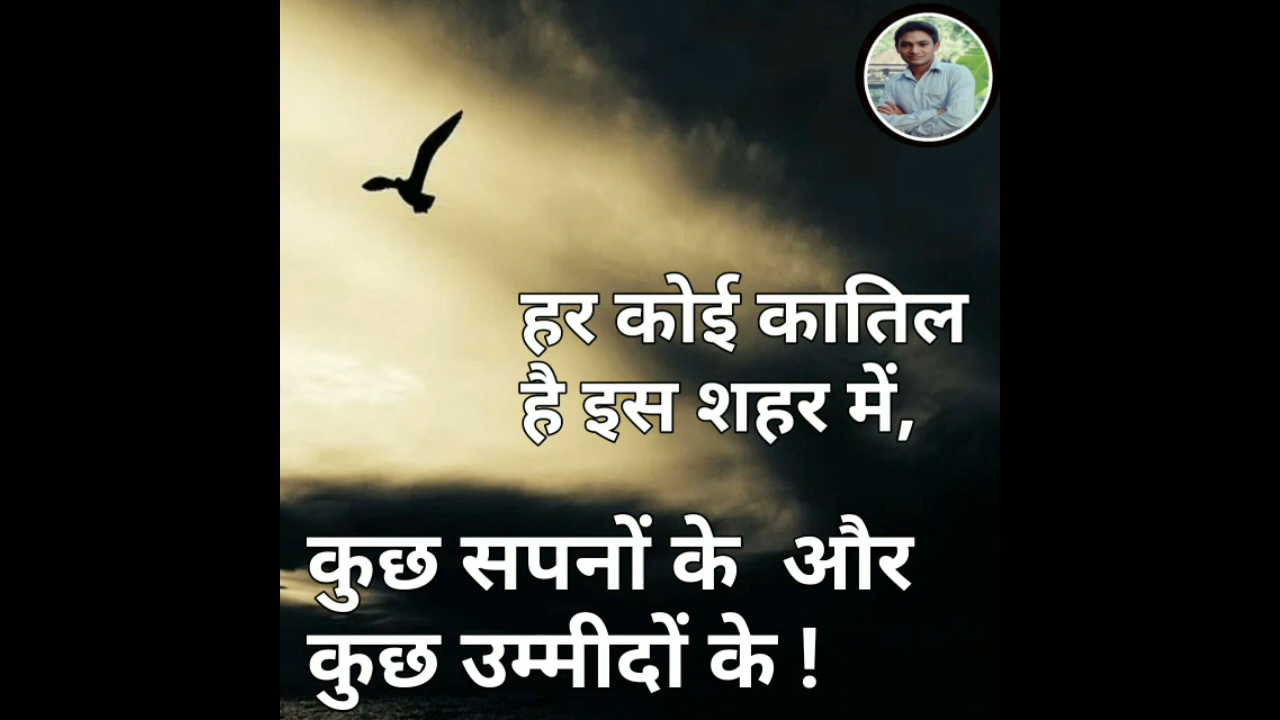 हर कोई कातिल
है इस शहर में,
कुछ सपनों के और
कुछ उम्मीदों के !